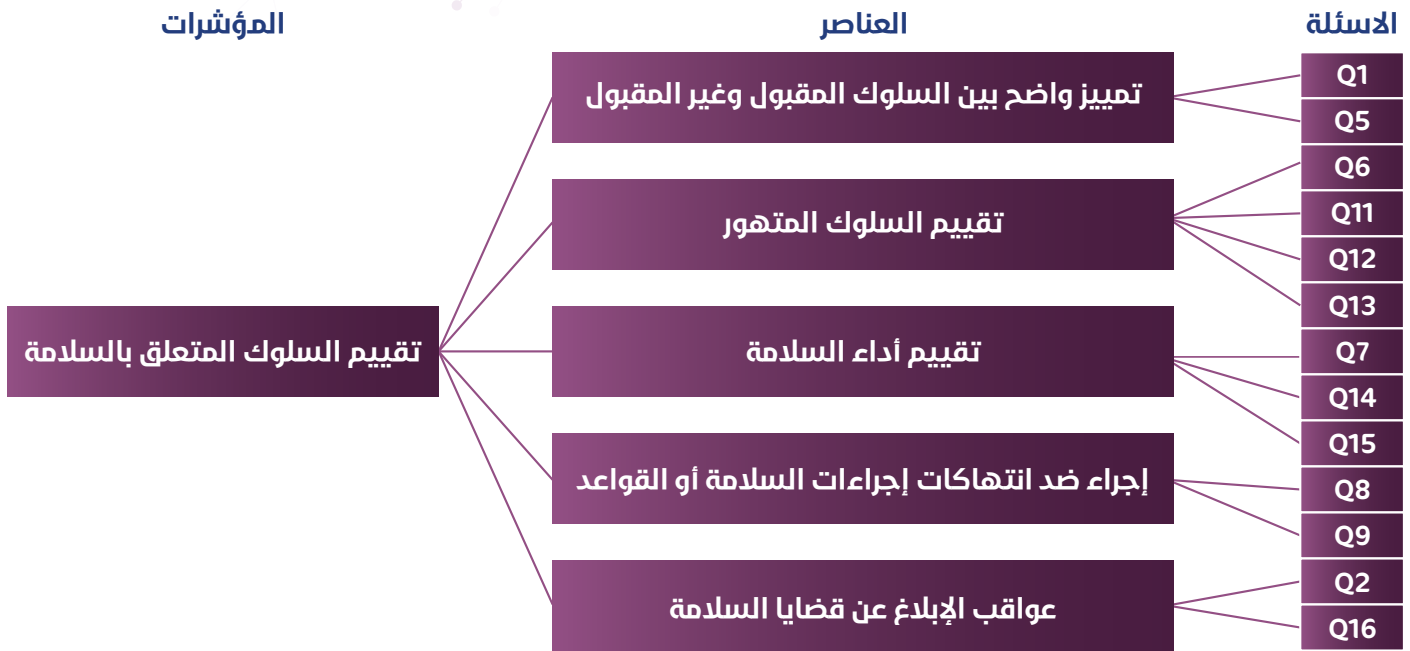 الاسئلة
العناصر
المؤشرات
Q1
Q5
Q6
Q11
Q12
Q13
Q7
Q14
Q15
Q8
Q9
Q2
Q16
تمييز واضح بين السلوك المقبول وغير المقبول
تقييم السلوك المتهور
تقييم أداء السلامة
إجراء ضد انتهاكات إجراءات السلامة أو القواعد
عواقب الإبلاغ عن قضايا السلامة
تقييم السلوك المتعلق بالسلامة